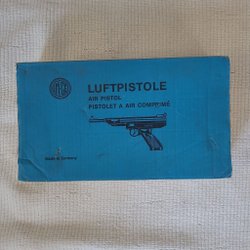 LUFTPISTOLE
AIR PISTOL
PISTOLET A AIR COMPRIMÉ
Made in Germany